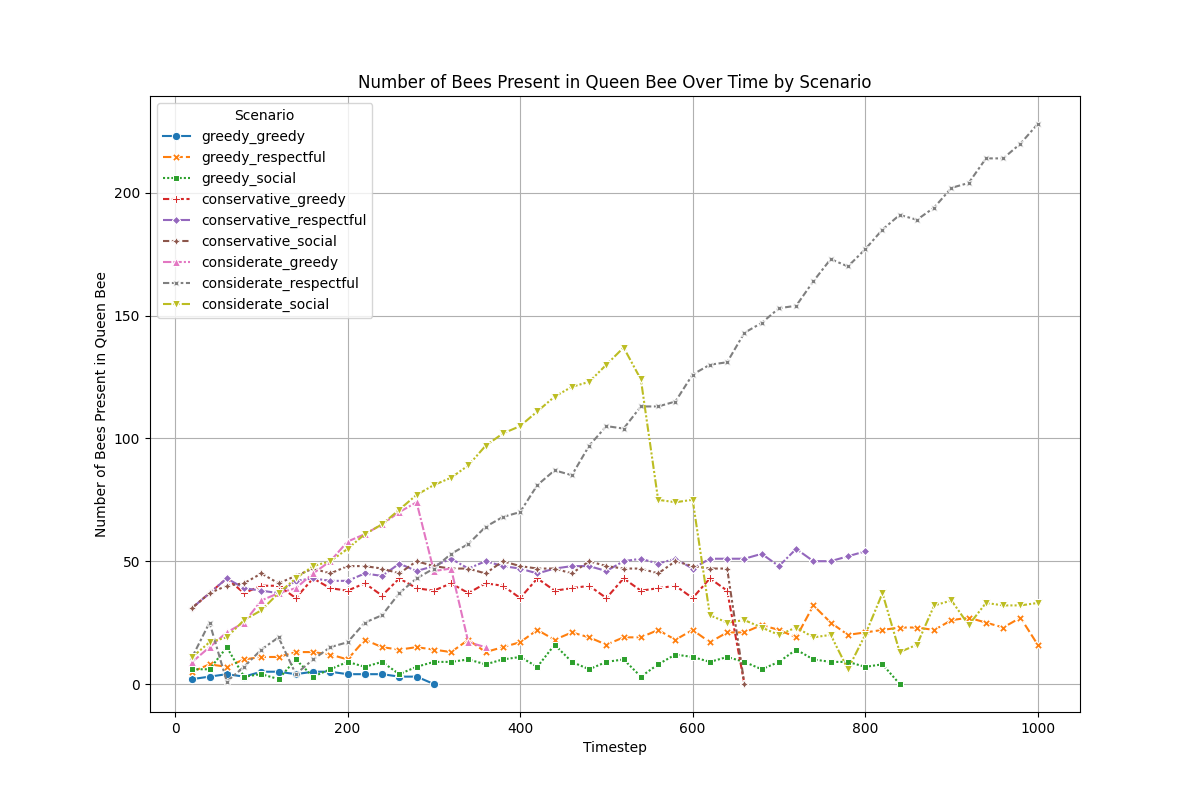 Number of Bees Present in Queen Bee Over Time by Scenario
Scenario
greedy_greedy
greedy_respectful
greedy_social
conservative_greedy
conservative_respectful
conservative_social
considerate_greedy
considerate_respectful
considerate_social
Number of Bees Present in Queen Bee
200
150
100
50
0
0 200 400 600 800 1000
Timestep